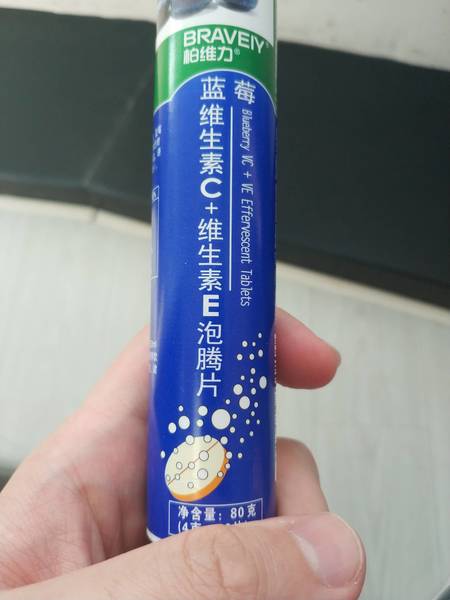 BRAVEIY
柏维力®
蓝莓
维生素C+维生素E泡腾片
Blueberry VC + VE Effervescent Tablets
净含量：80克